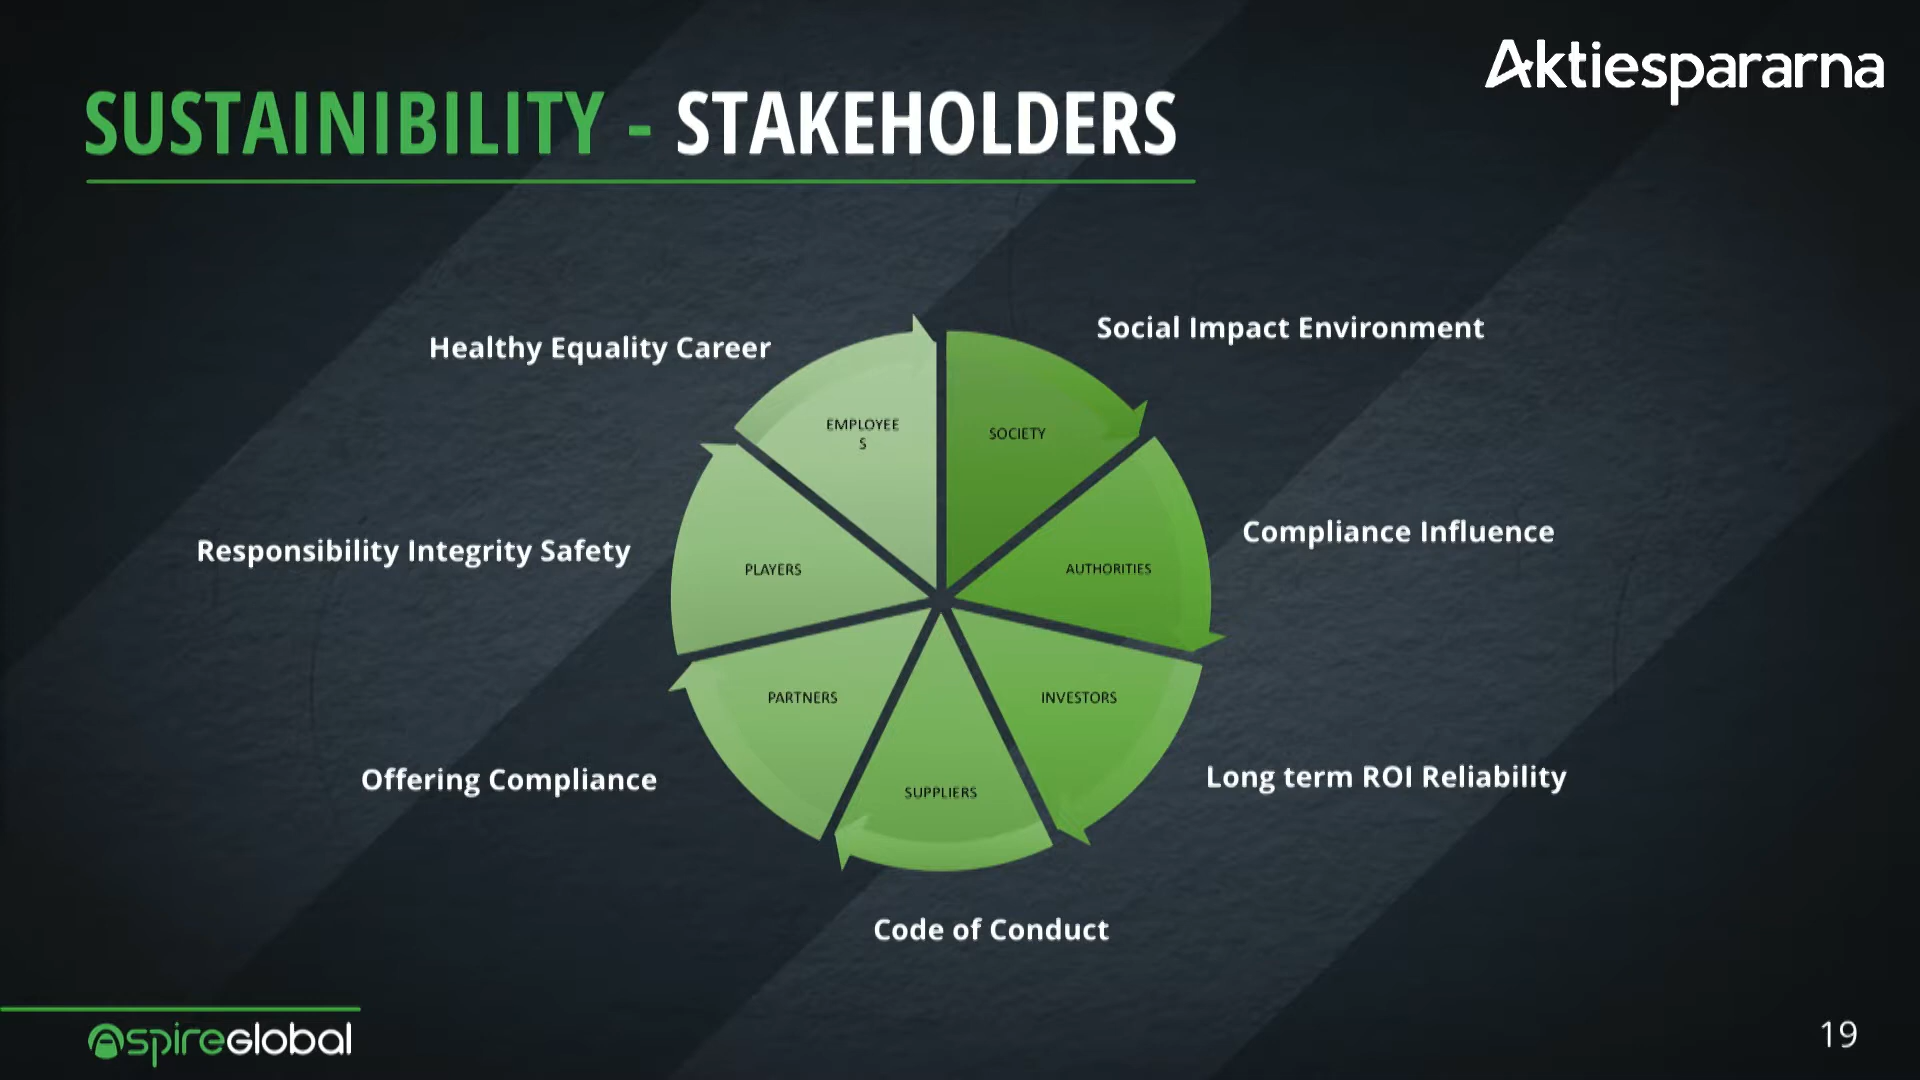 Aktiespararna
SUSTAINIBILITY - STAKEHOLDERS
Social Impact Environment
Healthy Equality Career
EMPLOYEE
S
SOCIETY
Compliance Influence
Responsibility Integrity Safety
PLAYERS
AUTHORITIES
PARTNERS
INVESTORS
Offering Compliance
Long term ROI Reliability
SUPPLIERS
Code of Conduct
aspireGlobal
19